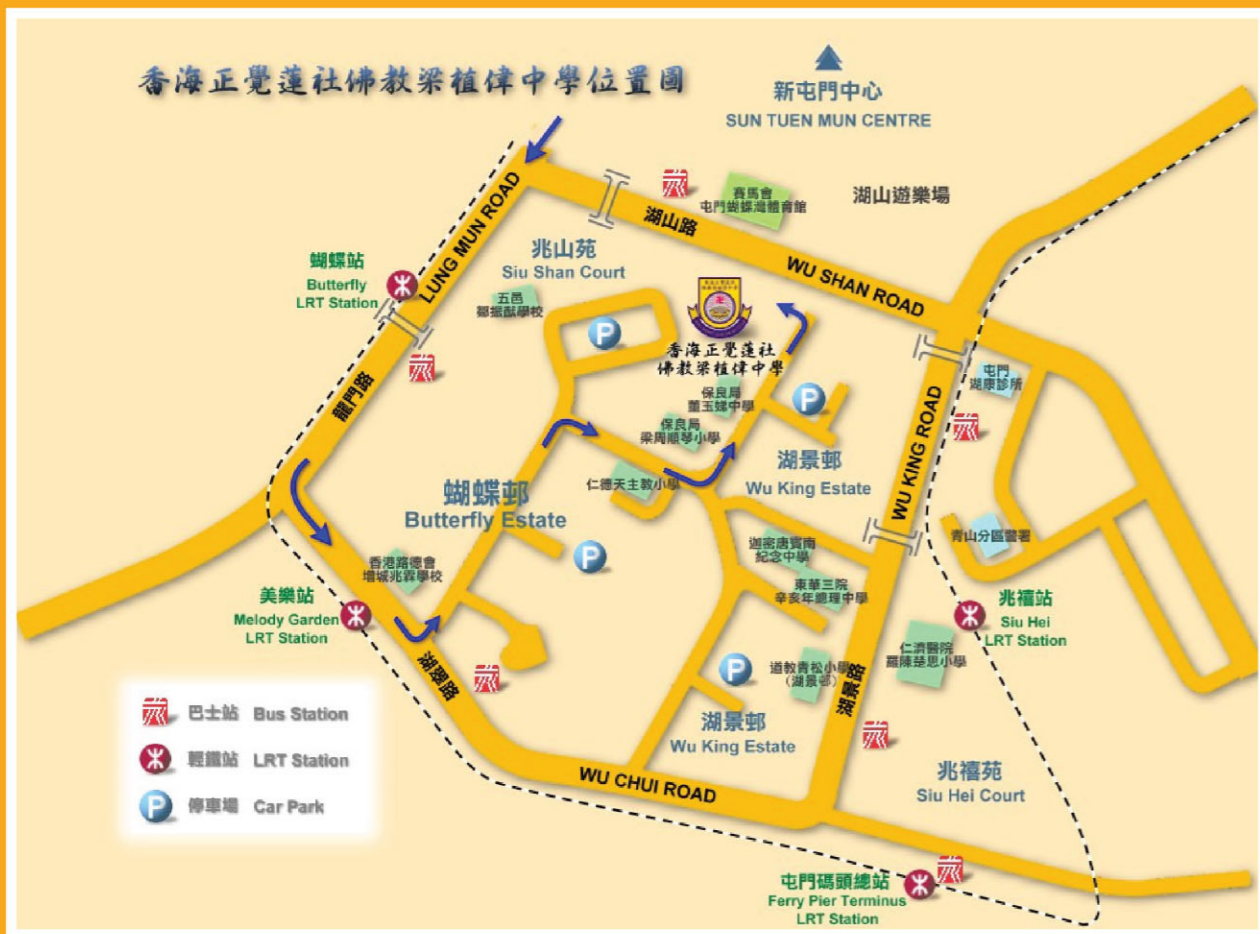 香海正覺蓮社佛教梁植偉中學位置圖
新屯門中心
SUN TUEN MUN CENTRE
賽馬會
屯門蝴蝶灣體育館
湖山遊樂場
LUNG MUN ROAD
湖山路
WU SHAN ROAD
兆山苑
Siu Shan Court
蝴蝶站
Butterfly
LRT Station
五邑
鄒振猷學校
P
香海正覺蓮社
佛教梁植偉中學
屯門
湖康診所
龍門路
保良局
董玉娣中學
P
保良局
梁周順琴小學
WU KING ROAD
湖景邨
Wu King Estate
仁德天主教小學
蝴蝶邨
Butterfly Estate
青山分區警署
迦密唐賓南
紀念中學
P
香港路德會
增城兆霖學校
東華三院
辛亥年總理中學
美樂站
Melody Garden
LRT Station
兆禧站
Siu Hei
LRT Station
仁濟醫院
羅陳楚思小學
湖翠路
P
道教青松小學
(湖景邨)
湖景路
湖景邨
Wu King Estate
巴士站 Bus Station
輕鐵站 LRT Station
P 停車場 Car Park
WU CHUI ROAD
兆禧苑
Siu Hei Court
屯門碼頭總站
Ferry Pier Terminus
LRT Station